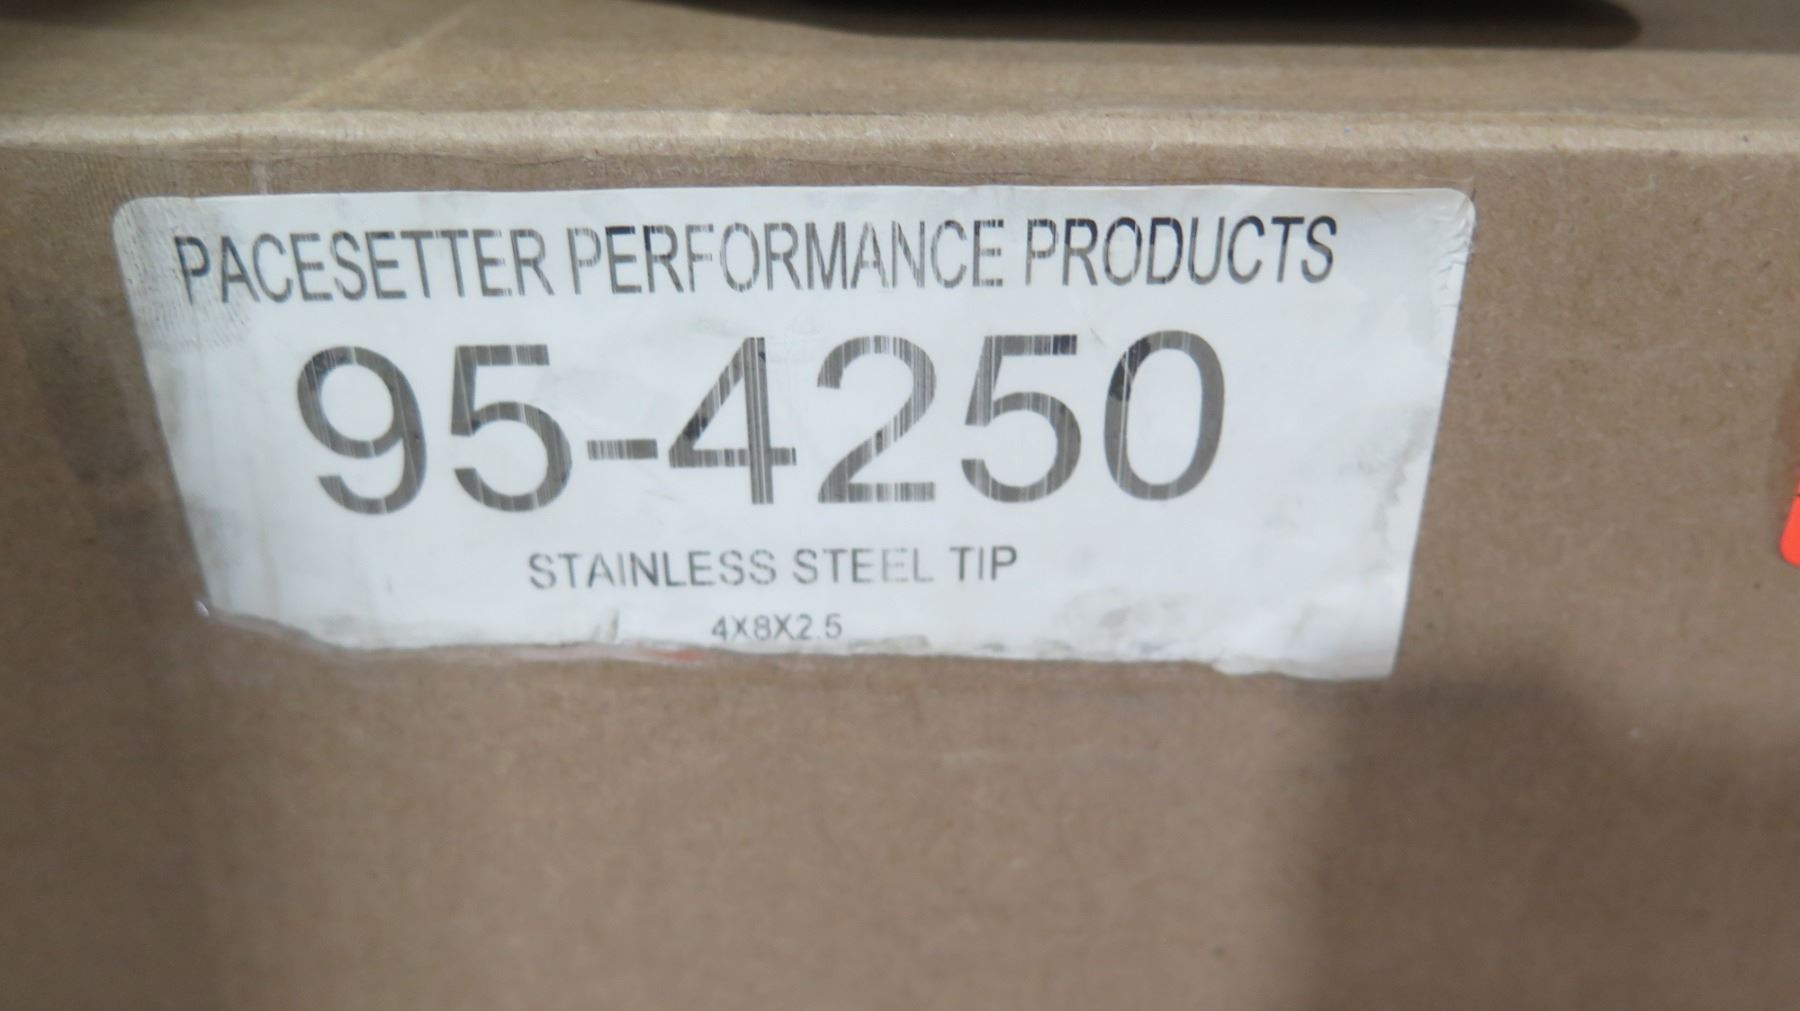 PACESETTER PERFORMANCE PRODUCTS
95-4250
STAINLESS STEEL TIP
4X8X2.5